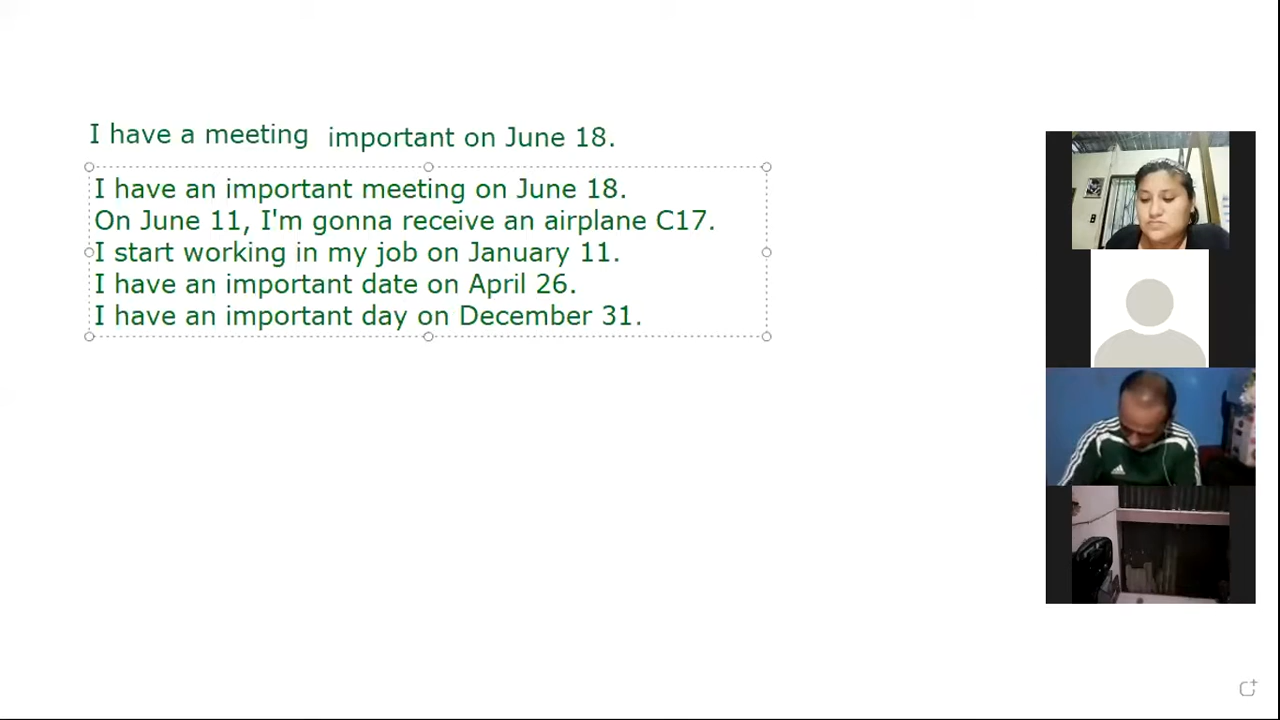 I have a meeting important on June 18.
I have an important meeting on June 18.
On June 11, I'm gonna receive an airplane C17.
I start working in my job on January 11.
I have an important date on April 26.
I have an important day on December 31.